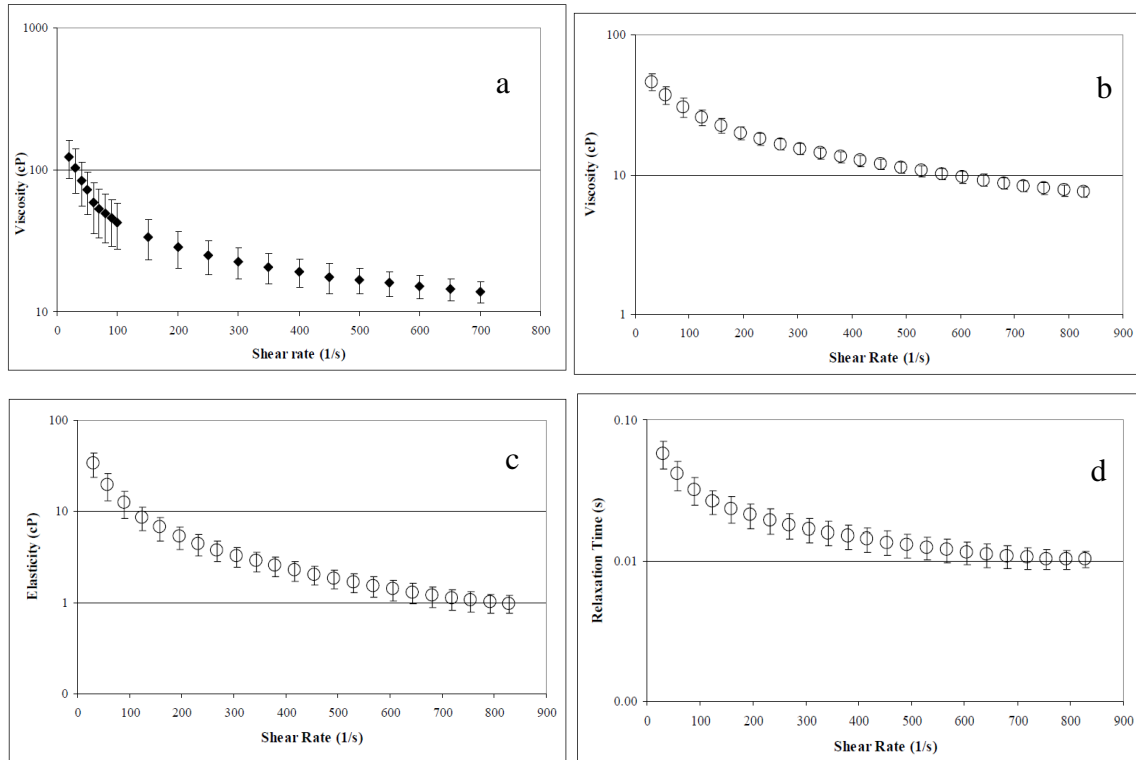 1000
100
10
Viscosity (cP)
a
0 100 200 300 400 500 600 700 800
Shear rate (1/s)
100
10
1
Viscosity (cP)
b
0 100 200 300 400 500 600 700 800 900
Shear Rate (1/s)
100
10
1
0
Elasticity (cP)
c
0 100 200 300 400 500 600 700 800 900
Shear Rate (1/s)
0.10
0.01
0.00
Relaxation Time (s)
d
0 100 200 300 400 500 600 700 800 900
Shear Rate (1/s)